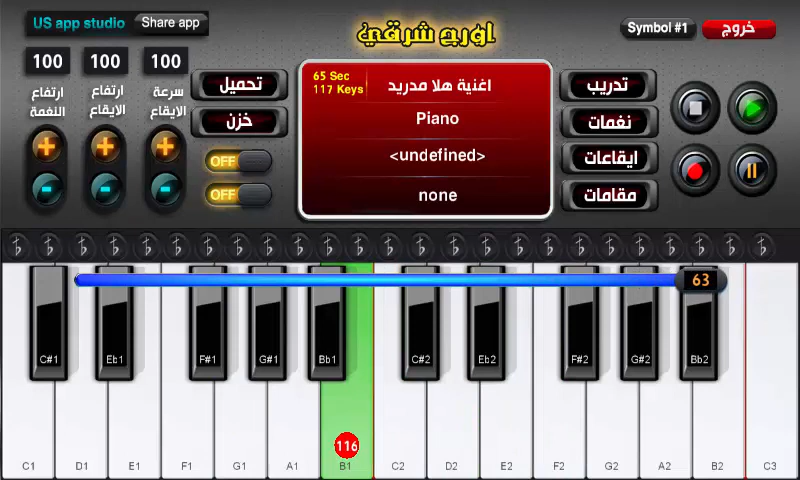 US app studio
Share app
اورج شرقي
Symbol #1
خروج
100
100
100
ارتفاع النغمة
ارتفاع الايقاع
سرعة الايقاع
تحميل
خزن
OFF
OFF
65 Sec
117 Keys
اغنية هلا مدريد
Piano
<undefined>
none
تدريب
نغمات
ايقاعات
مقامات
63
C#1
Eb1
F#1
G#1
Bb1
C#2
Eb2
F#2
G#2
Bb2
116
C1
D1
E1
F1
G1
A1
B1
C2
D2
E2
F2
G2
A2
B2
C3